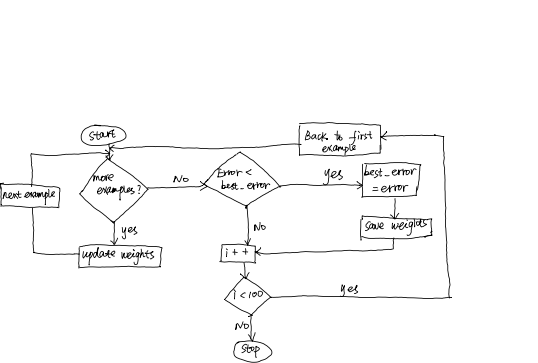 Start
Back to first
example
more
examples?
No
Error <
best_error
yes
best_error
= error
next example
yes
update weights
No
save weights
i + +
i < 100
yes
No
Stop